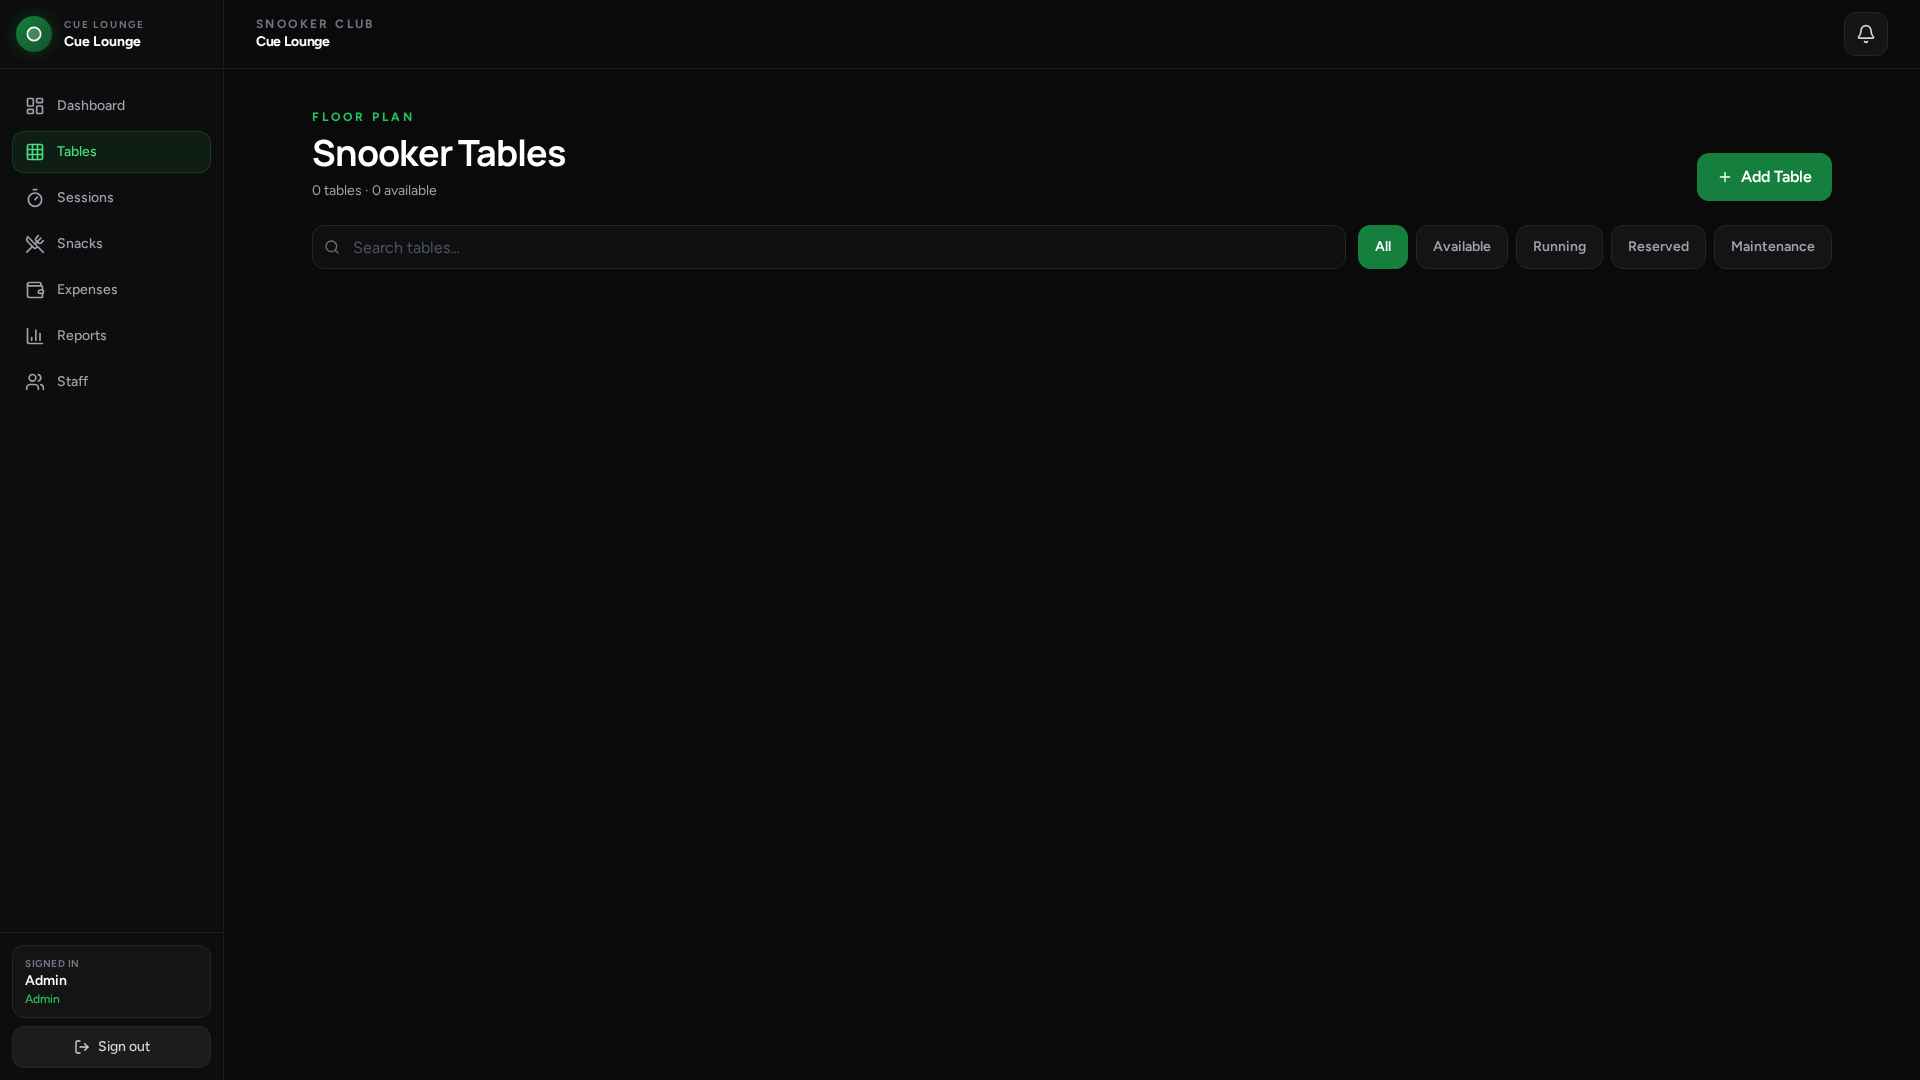 CUE LOUNGE
Cue Lounge
SNOOKER CLUB
Cue Lounge
Dashboard
Tables
Sessions
Snacks
Expenses
Reports
Staff
FLOOR PLAN
Snooker Tables
0 tables · 0 available
Add Table
Search tables...
All
Available
Running
Reserved
Maintenance
SIGNED IN
Admin
Admin
Sign out